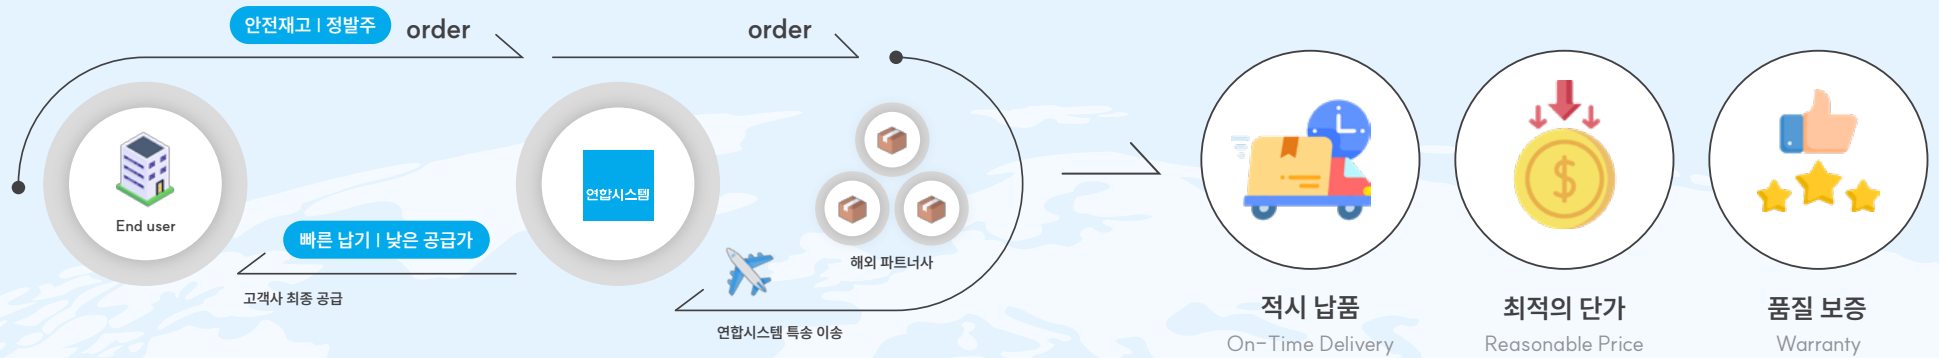 안전재고 | 정발주
order
order
End user
연합시스템
빠른 납기 | 낮은 공급가
고객사 최종 공급
해외 파트너사
연합시스템 특송 이송
적시 납품
On-Time Delivery
최적의 단가
Reasonable Price
품질 보증
Warranty